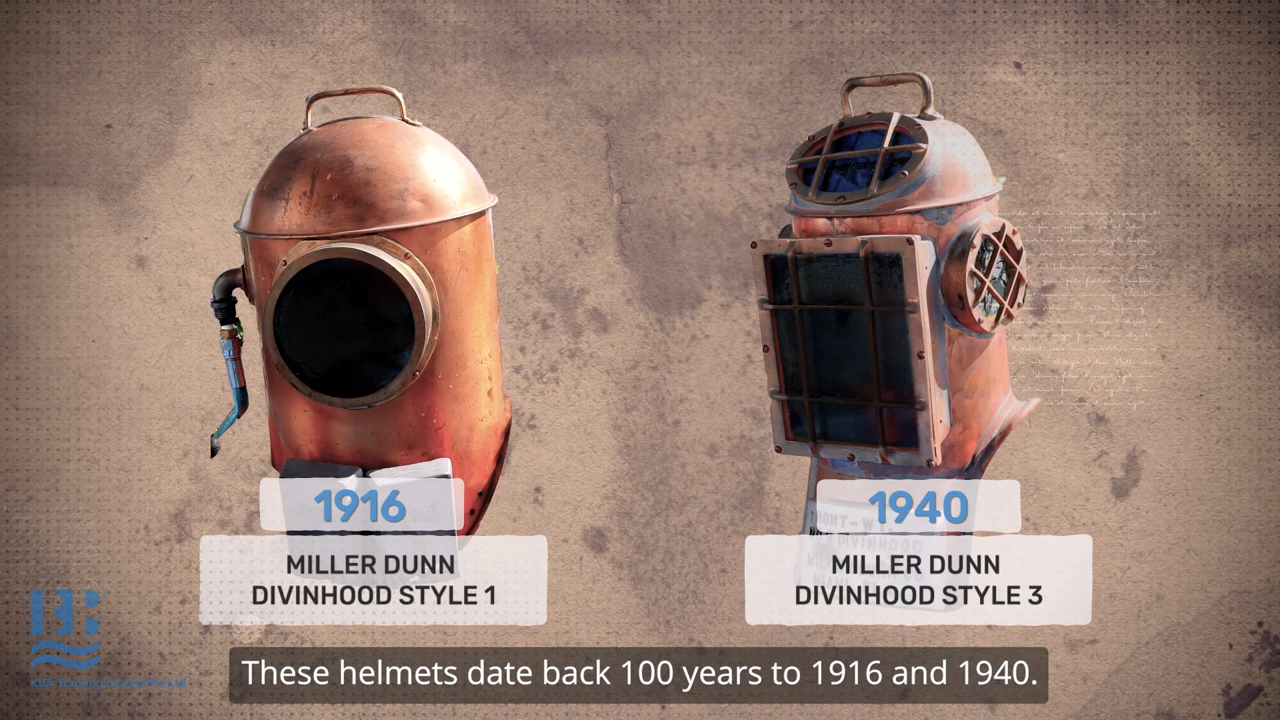 1916
MILLER DUNN
DIVINHOOD STYLE 1
1940
MILLER DUNN
DIVINHOOD STYLE 3
These helmets date back 100 years to 1916 and 1940.